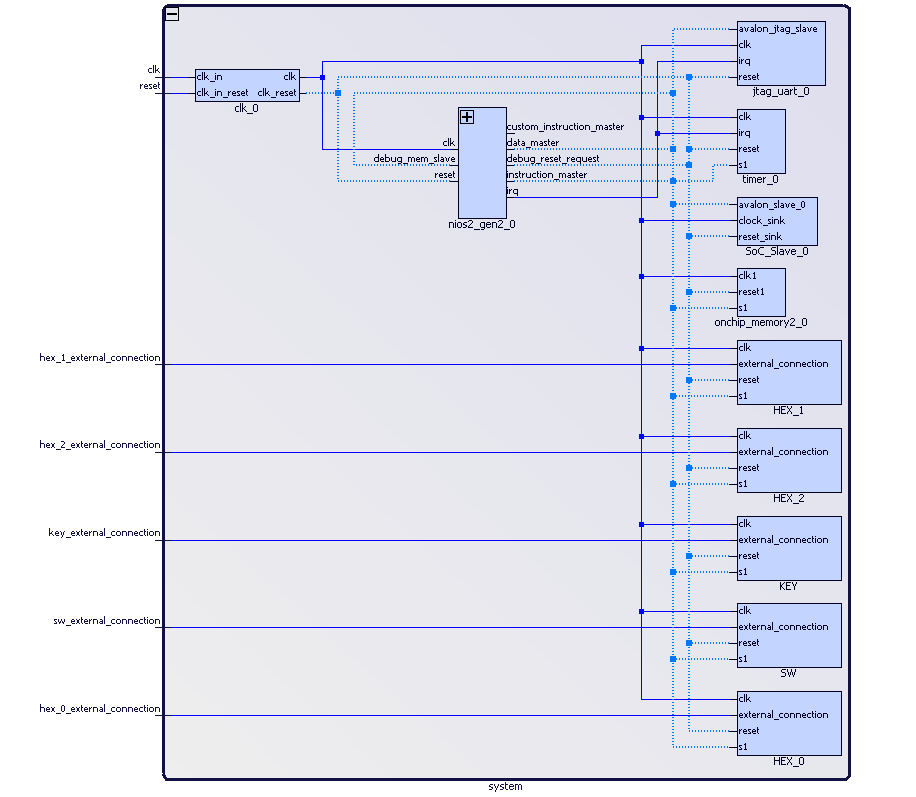 clk
reset
clk_in
clk
clk_in_reset
clk_reset
clk_0
custom_instruction_master
clk
data_master
debug_mem_slave
debug_reset_request
reset
instruction_master
irq
nios2_gen2_0
avalon_jtag_slave
clk
irq
reset
jtag_uart_0
clk
irq
reset
s1
timer_0
avalon_slave_0
clock_sink
reset_sink
SoC_Slave_0
clk1
reset1
s1
onchip_memory2_0
hex_1_external_connection
clk
external_connection
reset
s1
HEX_1
hex_2_external_connection
clk
external_connection
reset
s1
HEX_2
key_external_connection
clk
external_connection
reset
s1
KEY
sw_external_connection
clk
external_connection
reset
s1
SW
hex_0_external_connection
clk
external_connection
reset
s1
HEX_0
system